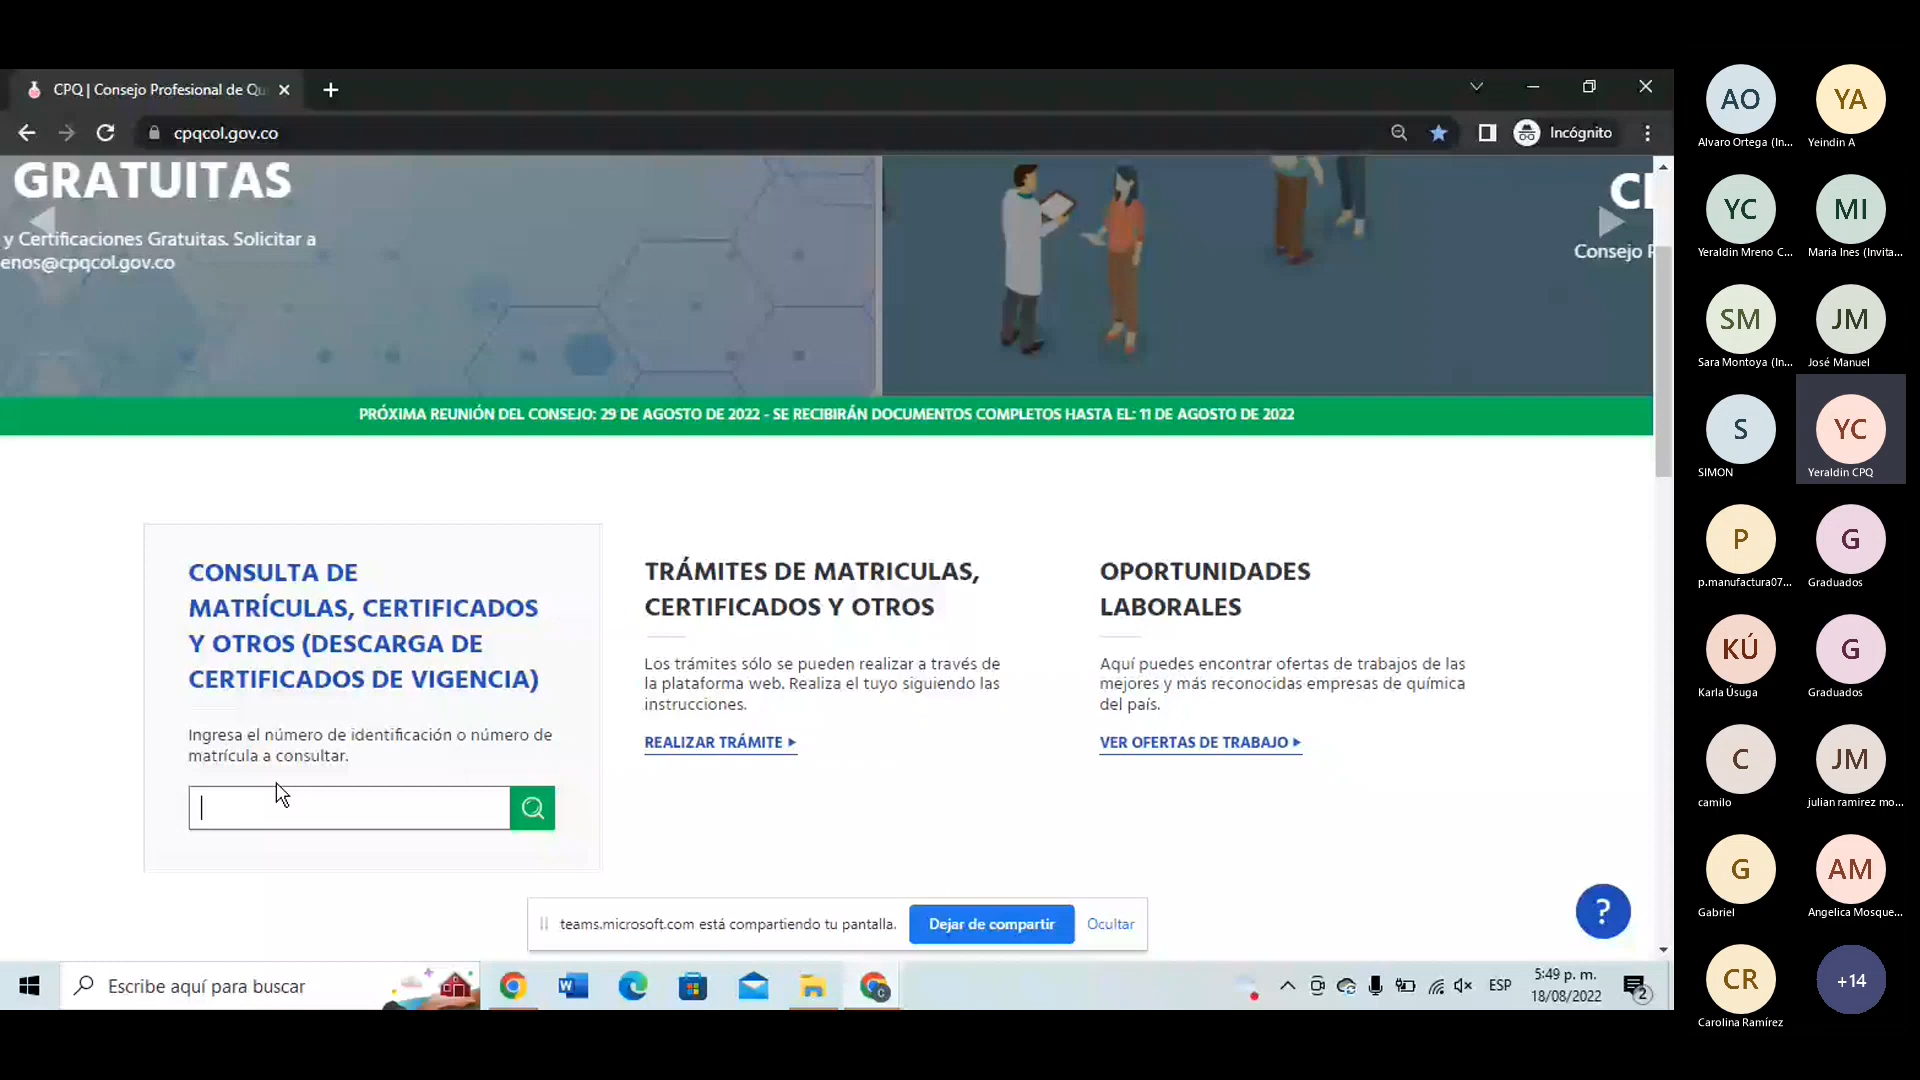 CPQ | Consejo Profesional de Qu
cpqcol.gov.co
Incógnito
GRATUITAS
y Certificaciones Gratuitas. Solicitar a
enos@cpqcol.gov.co
Consejo
PRÓXIMA REUNIÓN DEL CONSEJO: 29 DE AGOSTO DE 2022 - SE RECIBIRÁN DOCUMENTOS COMPLETOS HASTA EL: 11 DE AGOSTO DE 2022
CONSULTA DE
MATRÍCULAS, CERTIFICADOS
Y OTROS (DESCARGA DE
CERTIFICADOS DE VIGENCIA)
Ingresa el número de identificación o número de
matrícula a consultar.
TRÁMITES DE MATRICULAS,
CERTIFICADOS Y OTROS
Los trámites sólo se pueden realizar a través de
la plataforma web. Realiza el tuyo siguiendo las
instrucciones.
REALIZAR TRÁMITE
OPORTUNIDADES
LABORALES
Aquí puedes encontrar ofertas de trabajos de las
mejores y más reconocidas empresas de química
del país.
VER OFERTAS DE TRABAJO
?
teams.microsoft.com está compartiendo tu pantalla.
Dejar de compartir
Ocultar
Escribe aquí para buscar
ESP
5:49 p. m.
18/08/2022
2
AO
Alvaro Ortega (In...
YA
Yeindin A
YC
Yeraldin Mreno C...
MI
Maria Ines (Invita...
SM
Sara Montoya (In...
JM
José Manuel
S
SIMON
YC
Yeraldin CPQ
P
p.manufactura07...
G
Graduados
KÚ
Karla Úsuga
G
Graduados
C
camilo
JM
julian ramirez mo...
G
Gabriel
AM
Angelica Mosque...
CR
Carolina Ramírez
+14